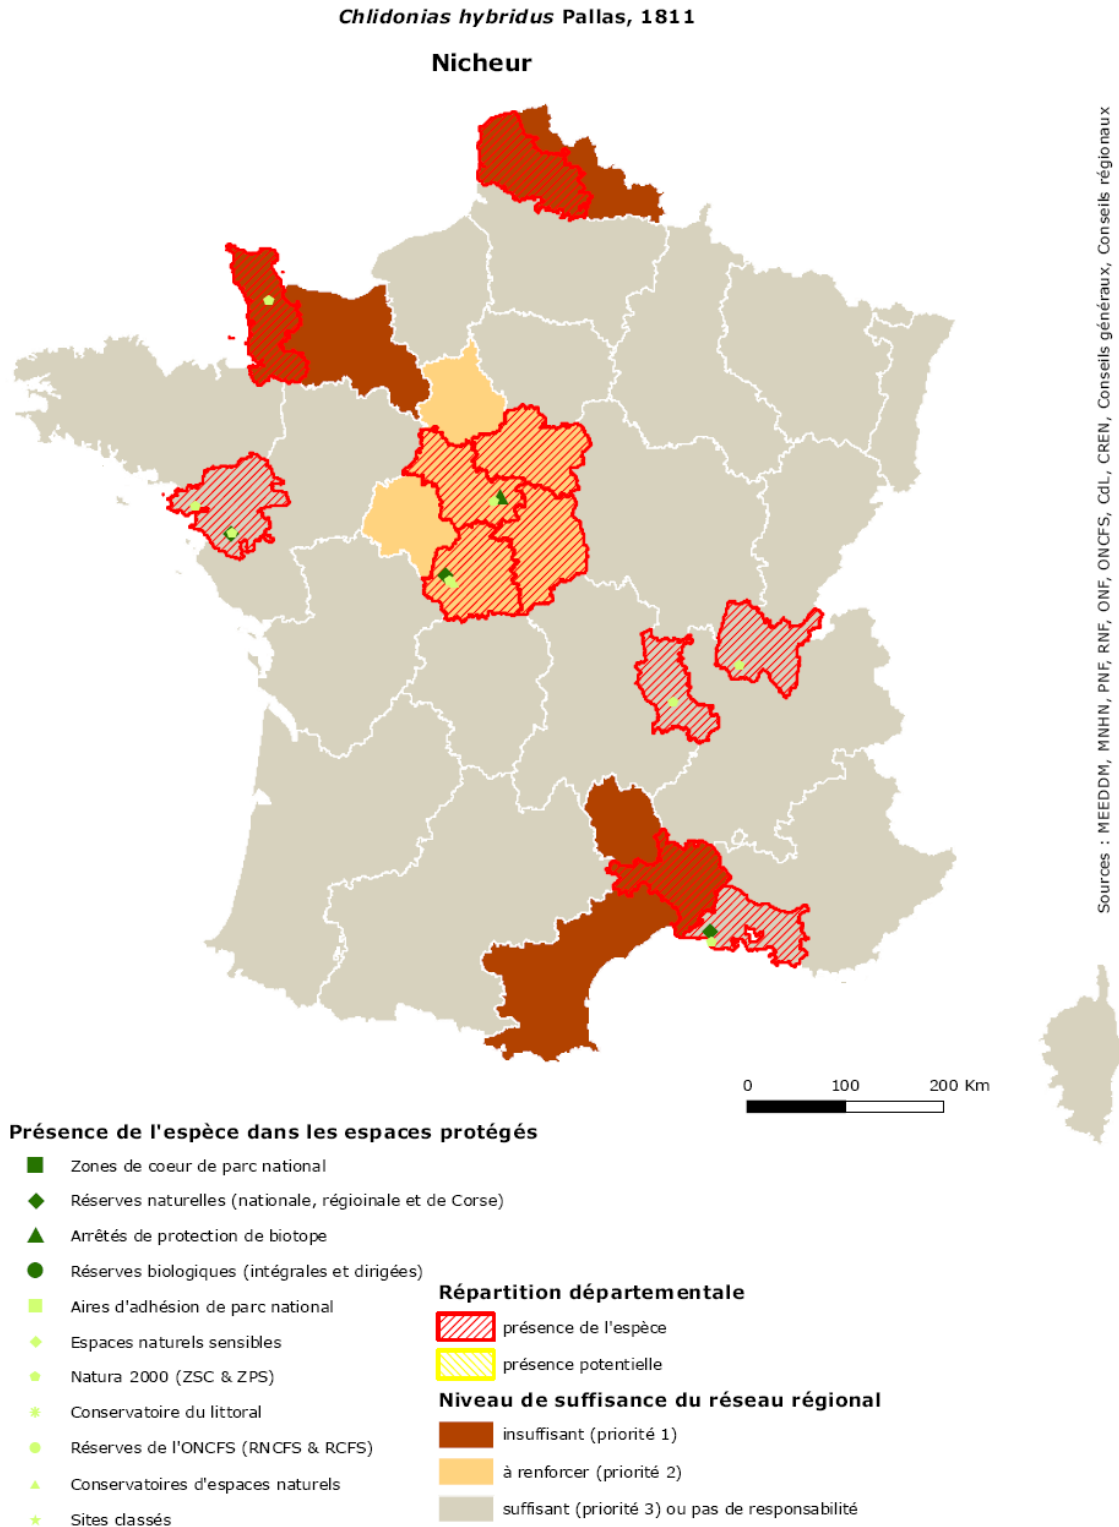 Chlidonias hybridus Pallas, 1811
Nicheur
Sources : MEEDDM, MNHN, PNF, RNF, ONF, ONCFS, CdL, CREN, Conseils généraux, Conseils régionaux
0 100 200 Km
Présence de l'espèce dans les espaces protégés
Zones de coeur de parc national
Réserves naturelles (nationale, régioinale et de Corse)
Arrêtés de protection de biotope
Réserves biologiques (intégrales et dirigées)
Aires d'adhésion de parc national
Espaces naturels sensibles
Natura 2000 (ZSC & ZPS)
Conservatoire du littoral
Réserves de l'ONCFS (RNCFS & RCFS)
Conservatoires d'espaces naturels
Sites classés
Répartition départementale
présence de l'espèce
présence potentielle
Niveau de suffisance du réseau régional
insuffisant (priorité 1)
à renforcer (priorité 2)
suffisant (priorité 3) ou pas de responsabilité